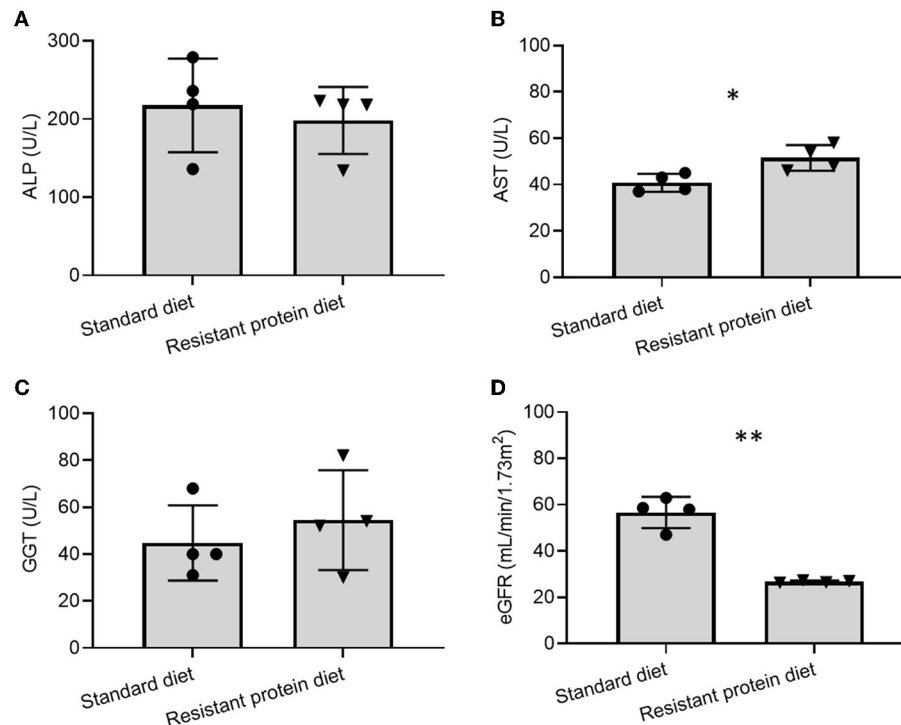 A
ALP (U/L)
300
200
100
0
Standard diet
Resistant protein diet
B
AST (U/L)
100
80
60
40
20
0
*
Standard diet
Resistant protein diet
C
GGT (U/L)
100
80
60
40
20
0
Standard diet
Resistant protein diet
D
eGFR (mL/min/1.73m²)
100
80
60
40
20
0
**
Standard diet
Resistant protein diet